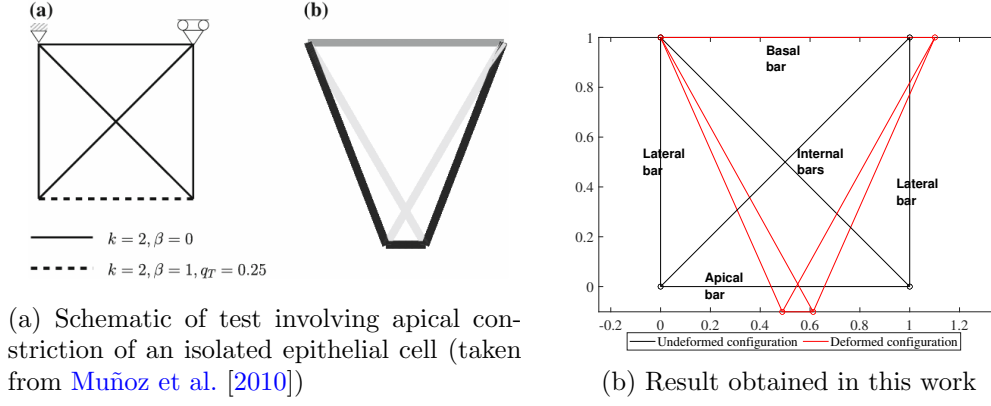 (a)
(b)
k = 2, β = 0
k = 2, β = 1, q_T = 0.25
(a) Schematic of test involving apical con-
striction of an isolated epithelial cell (taken
from Muñoz et al. [2010])
1
0.8
0.6
0.4
0.2
0
Basal
bar
Lateral
bar
Internal
bars
Lateral
bar
Apical
bar
-0.2 0 0.2 0.4 0.6 0.8 1 1.2
Undeformed configuration Deformed configuration
(b) Result obtained in this work